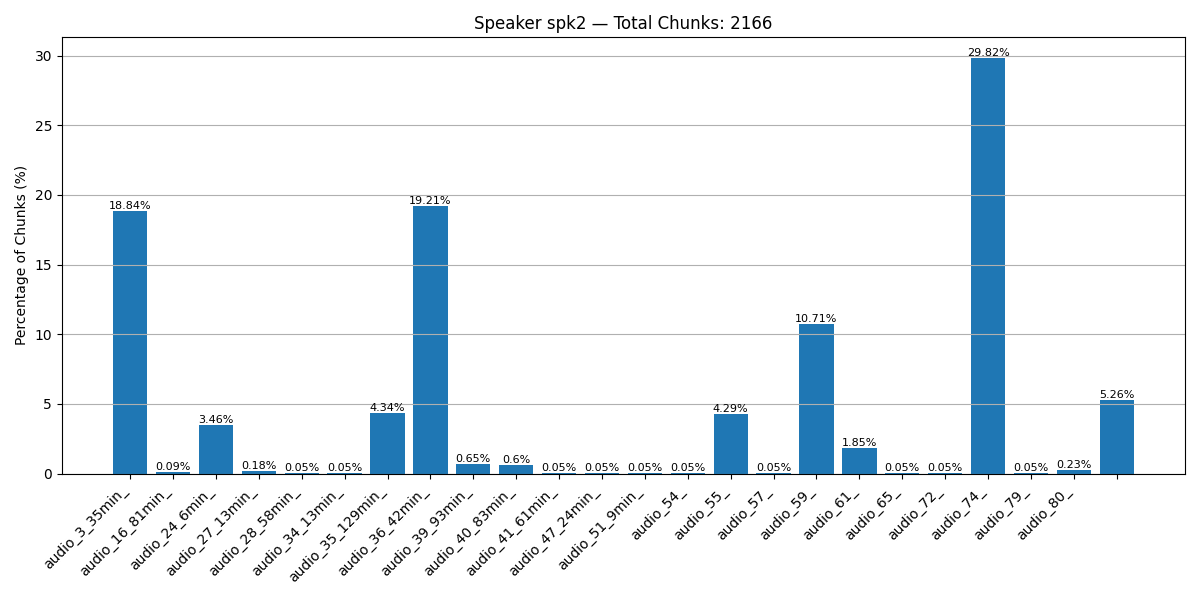 Speaker spk2 — Total Chunks: 2166
Percentage of Chunks (%)
30
25
20
15
10
5
0
18.84%
0.09%
3.46%
0.18%
0.05%
0.05%
4.34%
19.21%
0.65%
0.6%
0.05%
0.05%
0.05%
0.05%
4.29%
0.05%
10.71%
1.85%
0.05%
0.05%
29.82%
0.05%
0.23%
5.26%
audio_3_35min_
audio_16_81min_
audio_24_6min_
audio_27_13min_
audio_28_58min_
audio_34_13min_
audio_35_129min_
audio_36_42min_
audio_39_93min_
audio_40_83min_
audio_41_61min_
audio_47_24min_
audio_51_9min_
audio_54_
audio_55_
audio_57_
audio_59_
audio_61_
audio_65_
audio_72_
audio_74_
audio_79_
audio_80_